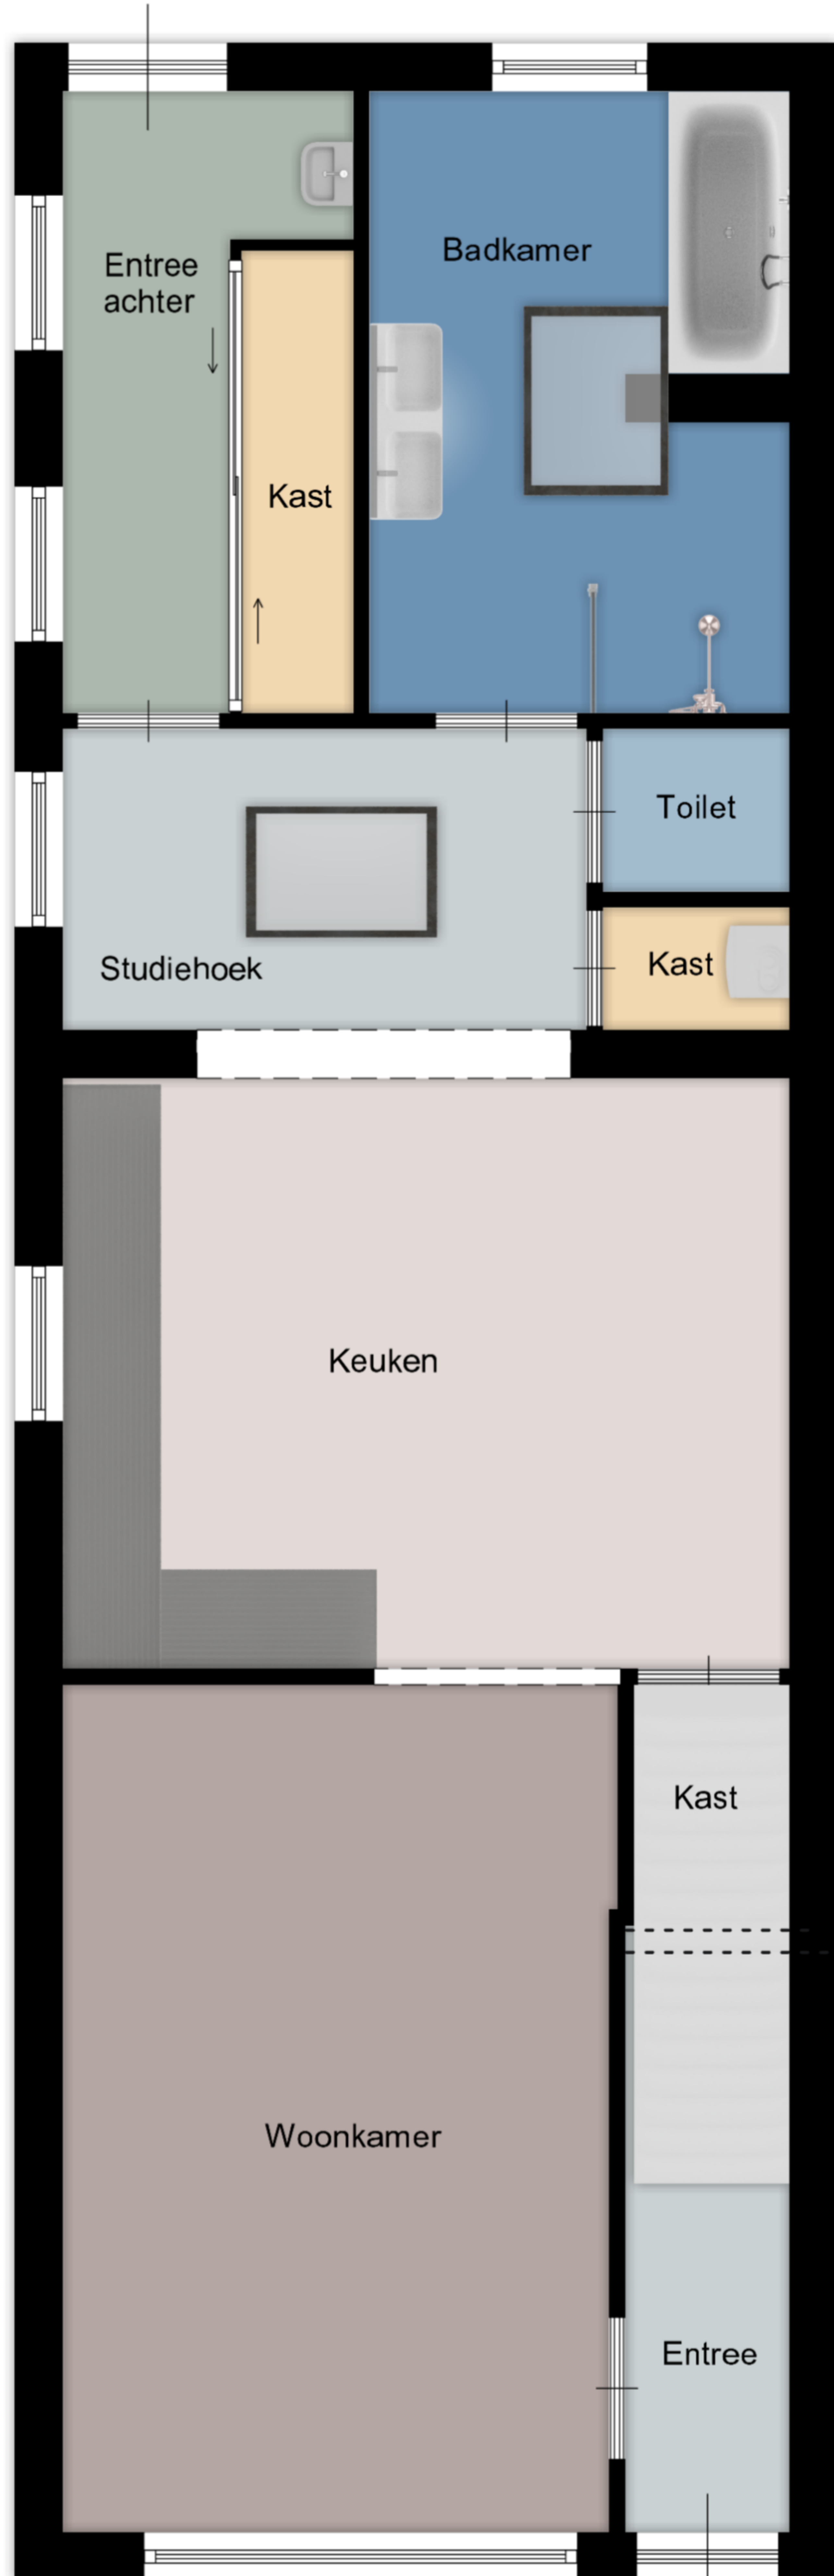 Badkamer
Entree
achter
Kast
Toilet
Kast
Studiehoek
Keuken
Kast
Woonkamer
Entree